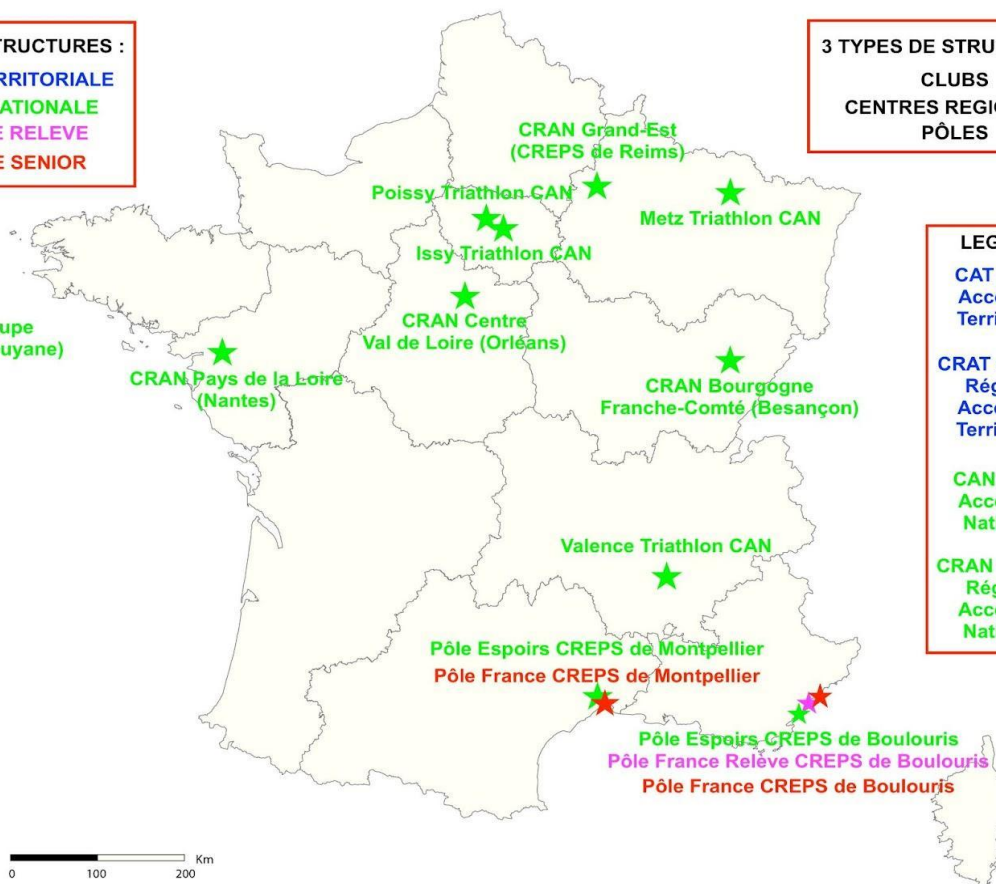 TRUCTURES :
RRITORIALE
ATIONALE
E RELEVE
E SENIOR
3 TYPES DE STRU
CLUBS
CENTRES REGIO
PÔLES
CRAN Grand-Est
(CREPS de Reims)
Poissy Triathlon CAN
Metz Triathlon CAN
Issy Triathlon CAN
LEG
CAT
Acc
Terri
CRAN Centre
Val de Loire (Orléans)
upe
uyane)
CRAT
Rég
Acc
Terri
CRAN Pays de la Loire
(Nantes)
CRAN Bourgogne
Franche-Comté (Besançon)
CAN
Acc
Nat
Valence Triathlon CAN
CRAN
Rég
Acc
Nat
Pôle Espoirs CREPS de Montpellier
Pôle France CREPS de Montpellier
Pôle Espoirs CREPS de Boulouris
Pôle France Relève CREPS de Boulouris
Pôle France CREPS de Boulouris
Km
0 100 200